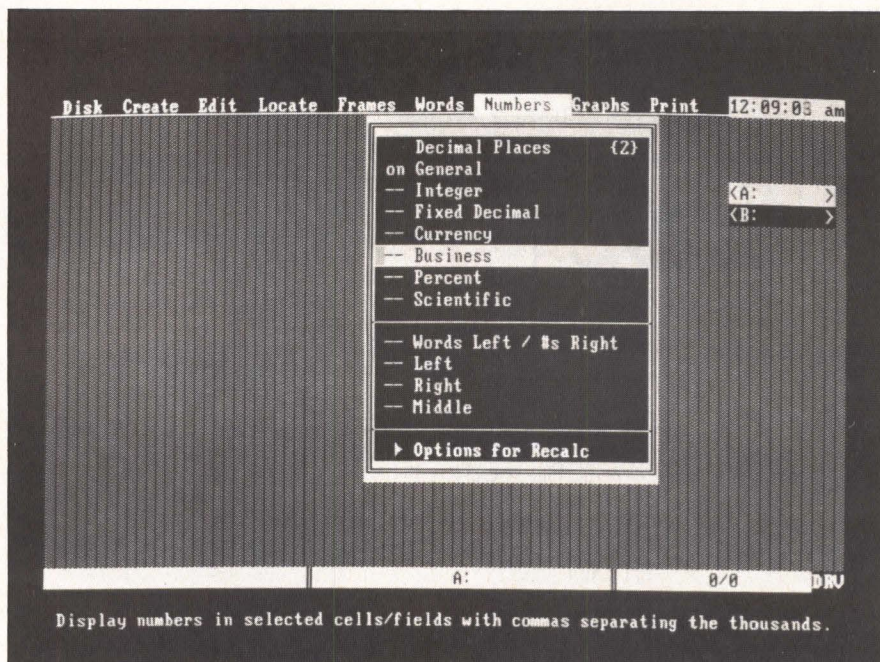 Disk Create Edit Locate Frames Words Numbers Graphs Print 12:09:03 am
Decimal Places {2}
on General
-- Integer
-- Fixed Decimal
-- Currency
-- Business
-- Percent
-- Scientific
-- Words Left / #s Right
-- Left
-- Right
-- Middle
► Options for Recalc
<A: >
<B: >
A: 0/0 DRV
Display numbers in selected cells/fields with commas separating the thousands.